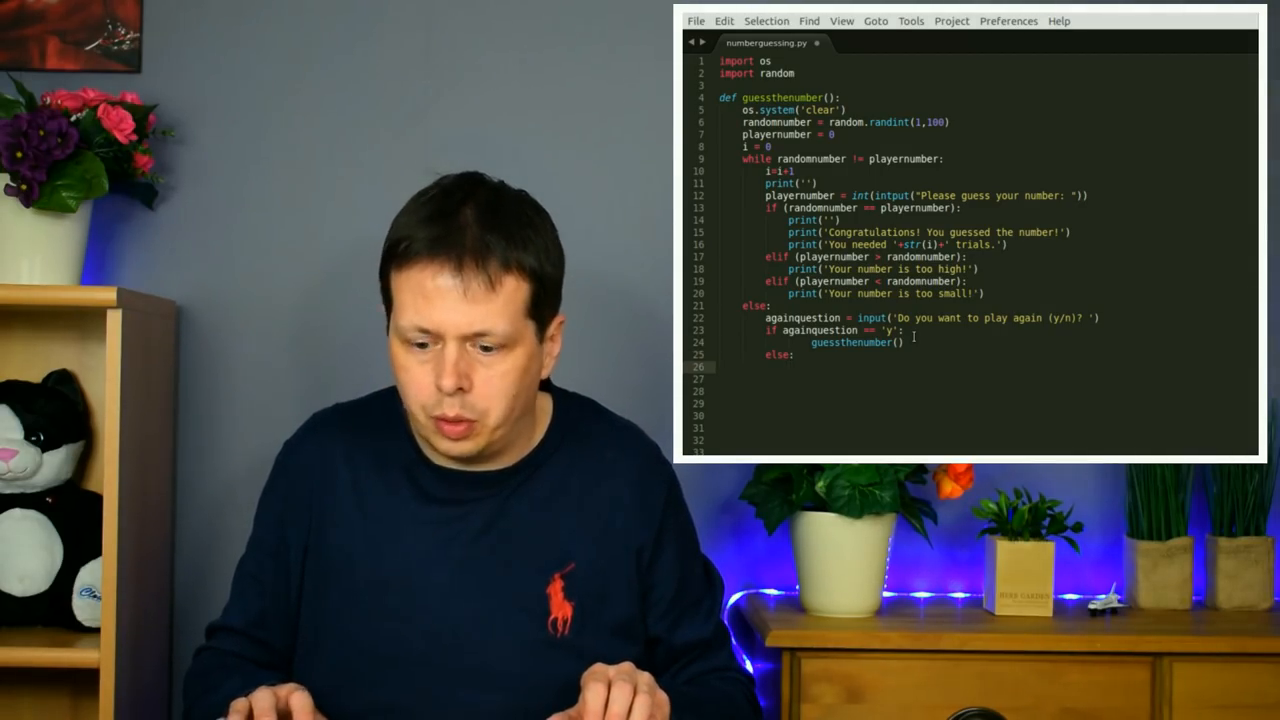 File Edit Selection Find View Goto Tools Project Preferences Help
numberguessing.py
1 import os
2 import random
3
4 def guessthenumber():
5 os.system('clear')
6 randomnumber = random.randint(1,100)
7 playernumber = 0
8 i = 0
9 while randomnumber != playernumber:
10 i=i+1
11 print('')
12 playernumber = int(intput("Please guess your number: "))
13 if (randomnumber == playernumber):
14 print('')
15 print('Congratulations! You guessed the number!')
16 print('You needed '+str(i)+' trials.')
17 elif (playernumber > randomnumber):
18 print('Your number is too high!')
19 elif (playernumber < randomnumber):
20 print('Your number is too small!')
21 else:
22 againquestion = input('Do you want to play again (y/n)? ')
23 if againquestion == 'y':
24 guessthenumber()
25 else:
26
27
28
29
30
31
32
33
HERB GARDEN